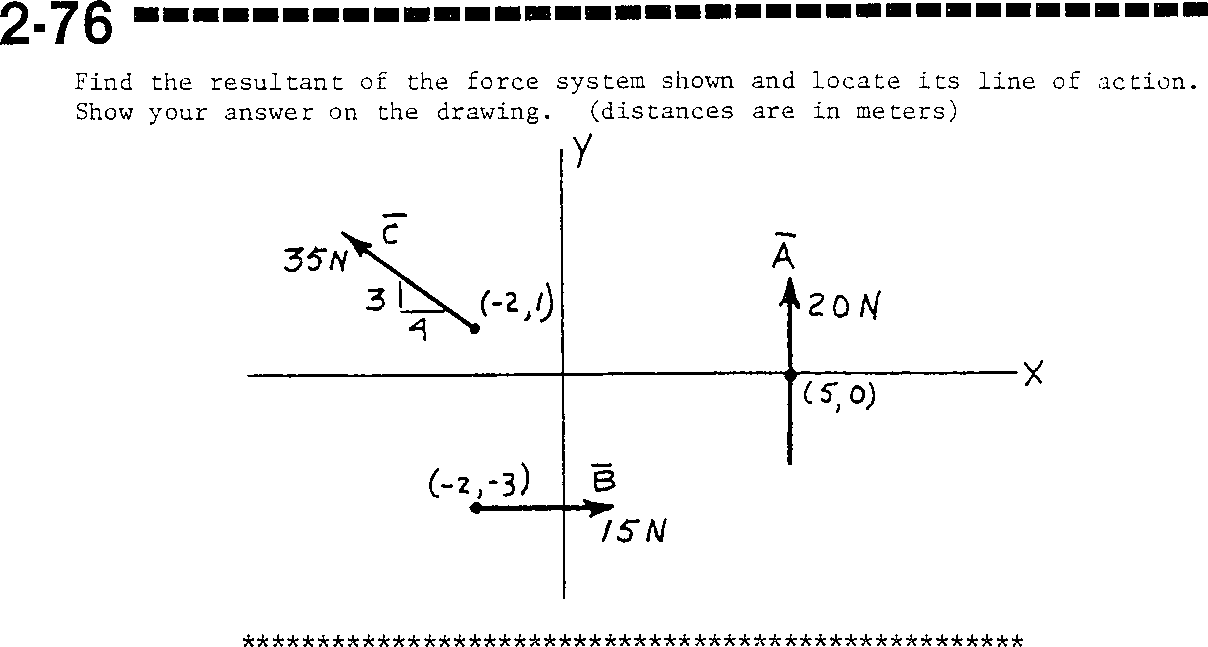 2-76
Find the resultant of the force system shown and locate its line of action.
Show your answer on the drawing. (distances are in meters)
Y
C
35N
3
4
(-2,1)
A
20N
X
(5,0)
(-2,-3)
B
15N
****************************************************